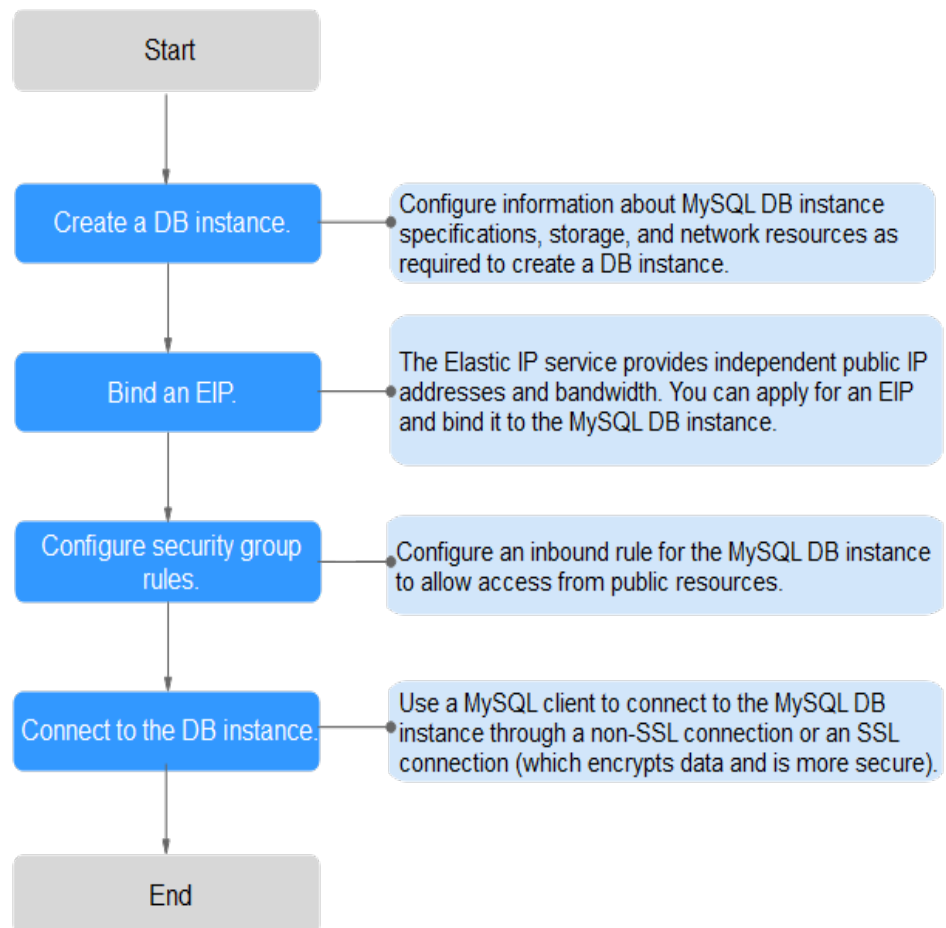 Start
Create a DB instance.
Configure information about MySQL DB instance
specifications, storage, and network resources as
required to create a DB instance.
Bind an EIP.
The Elastic IP service provides independent public IP
addresses and bandwidth. You can apply for an EIP
and bind it to the MySQL DB instance.
Configure security group
rules.
Configure an inbound rule for the MySQL DB instance
to allow access from public resources.
Connect to the DB instance.
Use a MySQL client to connect to the MySQL DB
instance through a non-SSL connection or an SSL
connection (which encrypts data and is more secure).
End